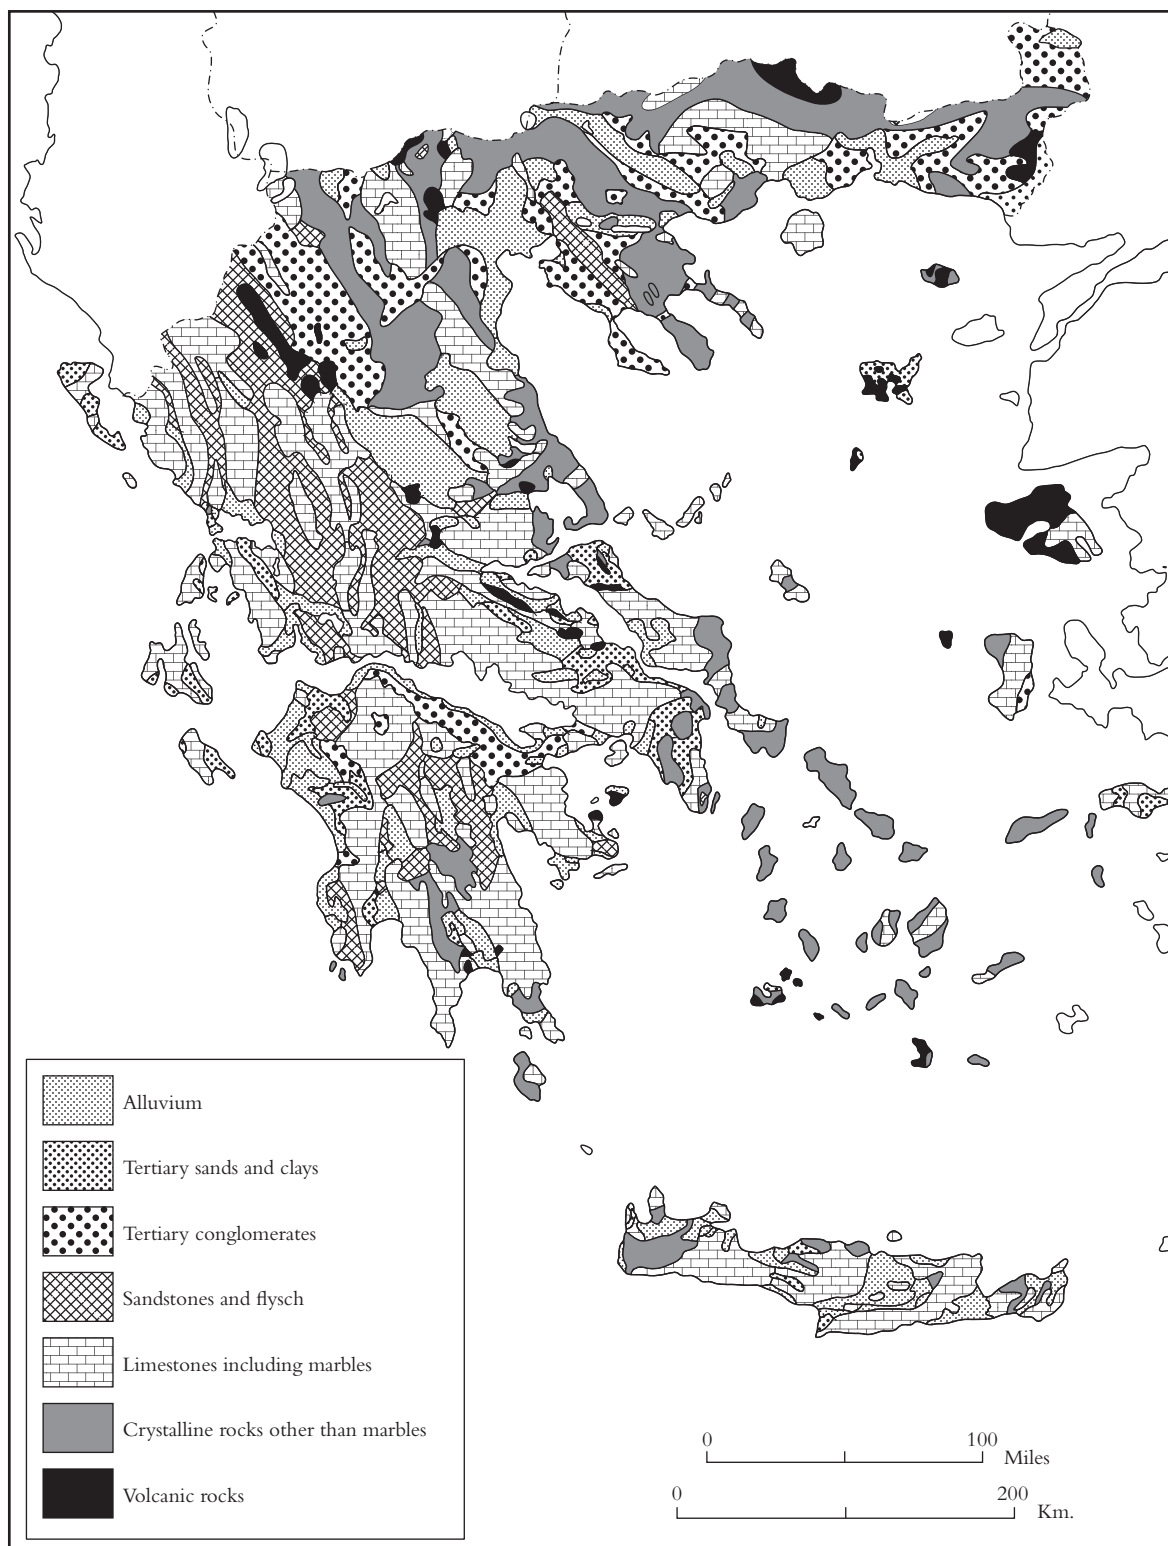 Alluvium
Tertiary sands and clays
Tertiary conglomerates
Sandstones and flysch
Limestones including marbles
Crystalline rocks other than marbles
Volcanic rocks
0 100
Miles
0 200
Km.